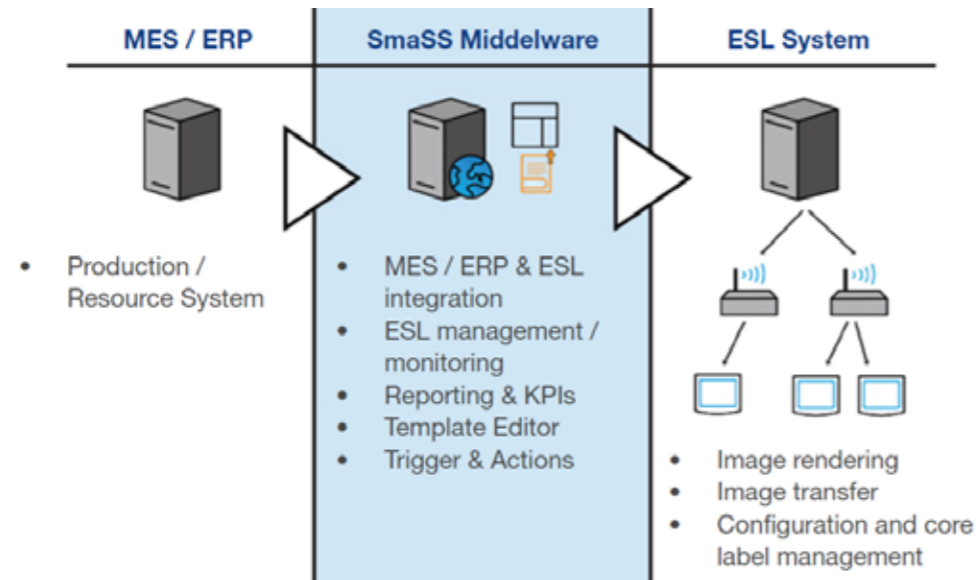 MES / ERP
SmaSS Middelware
ESL System
• Production /
Resource System
• MES / ERP & ESL
integration
• ESL management /
monitoring
• Reporting & KPIs
• Template Editor
• Trigger & Actions
• Image rendering
• Image transfer
• Configuration and core
label management